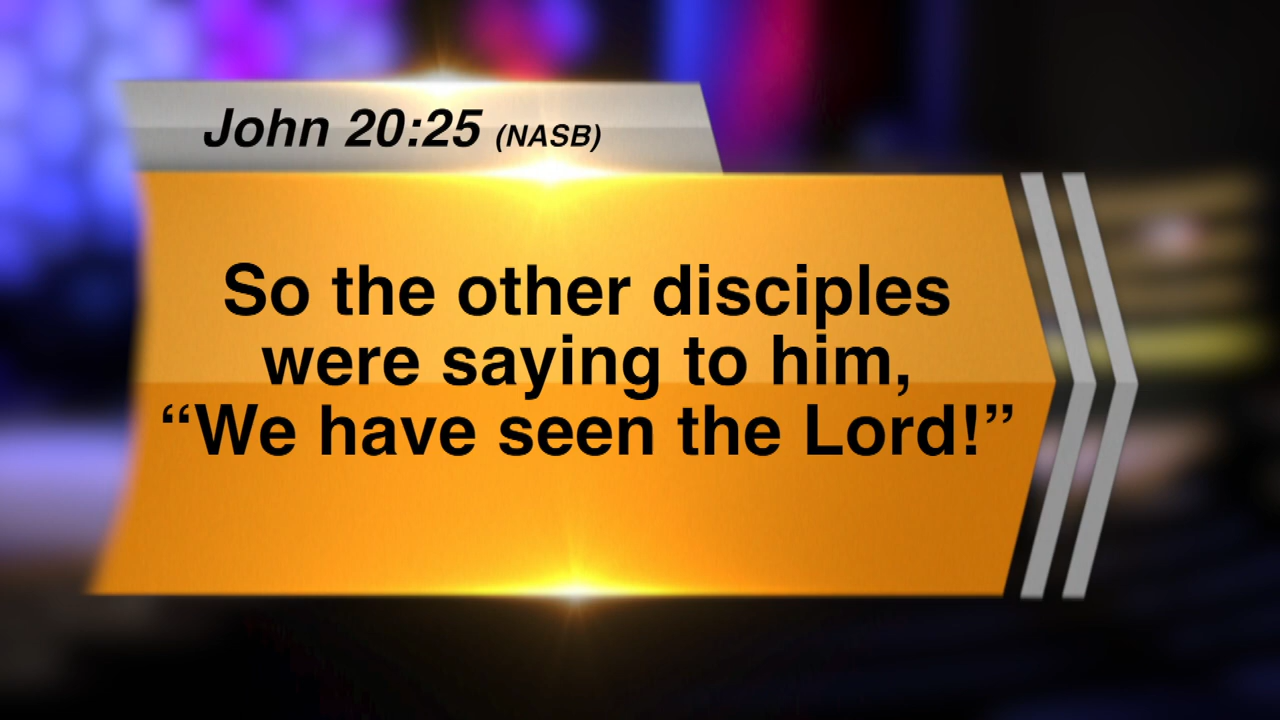 John 20:25 (NASB)
So the other disciples
were saying to him,
“We have seen the Lord!”